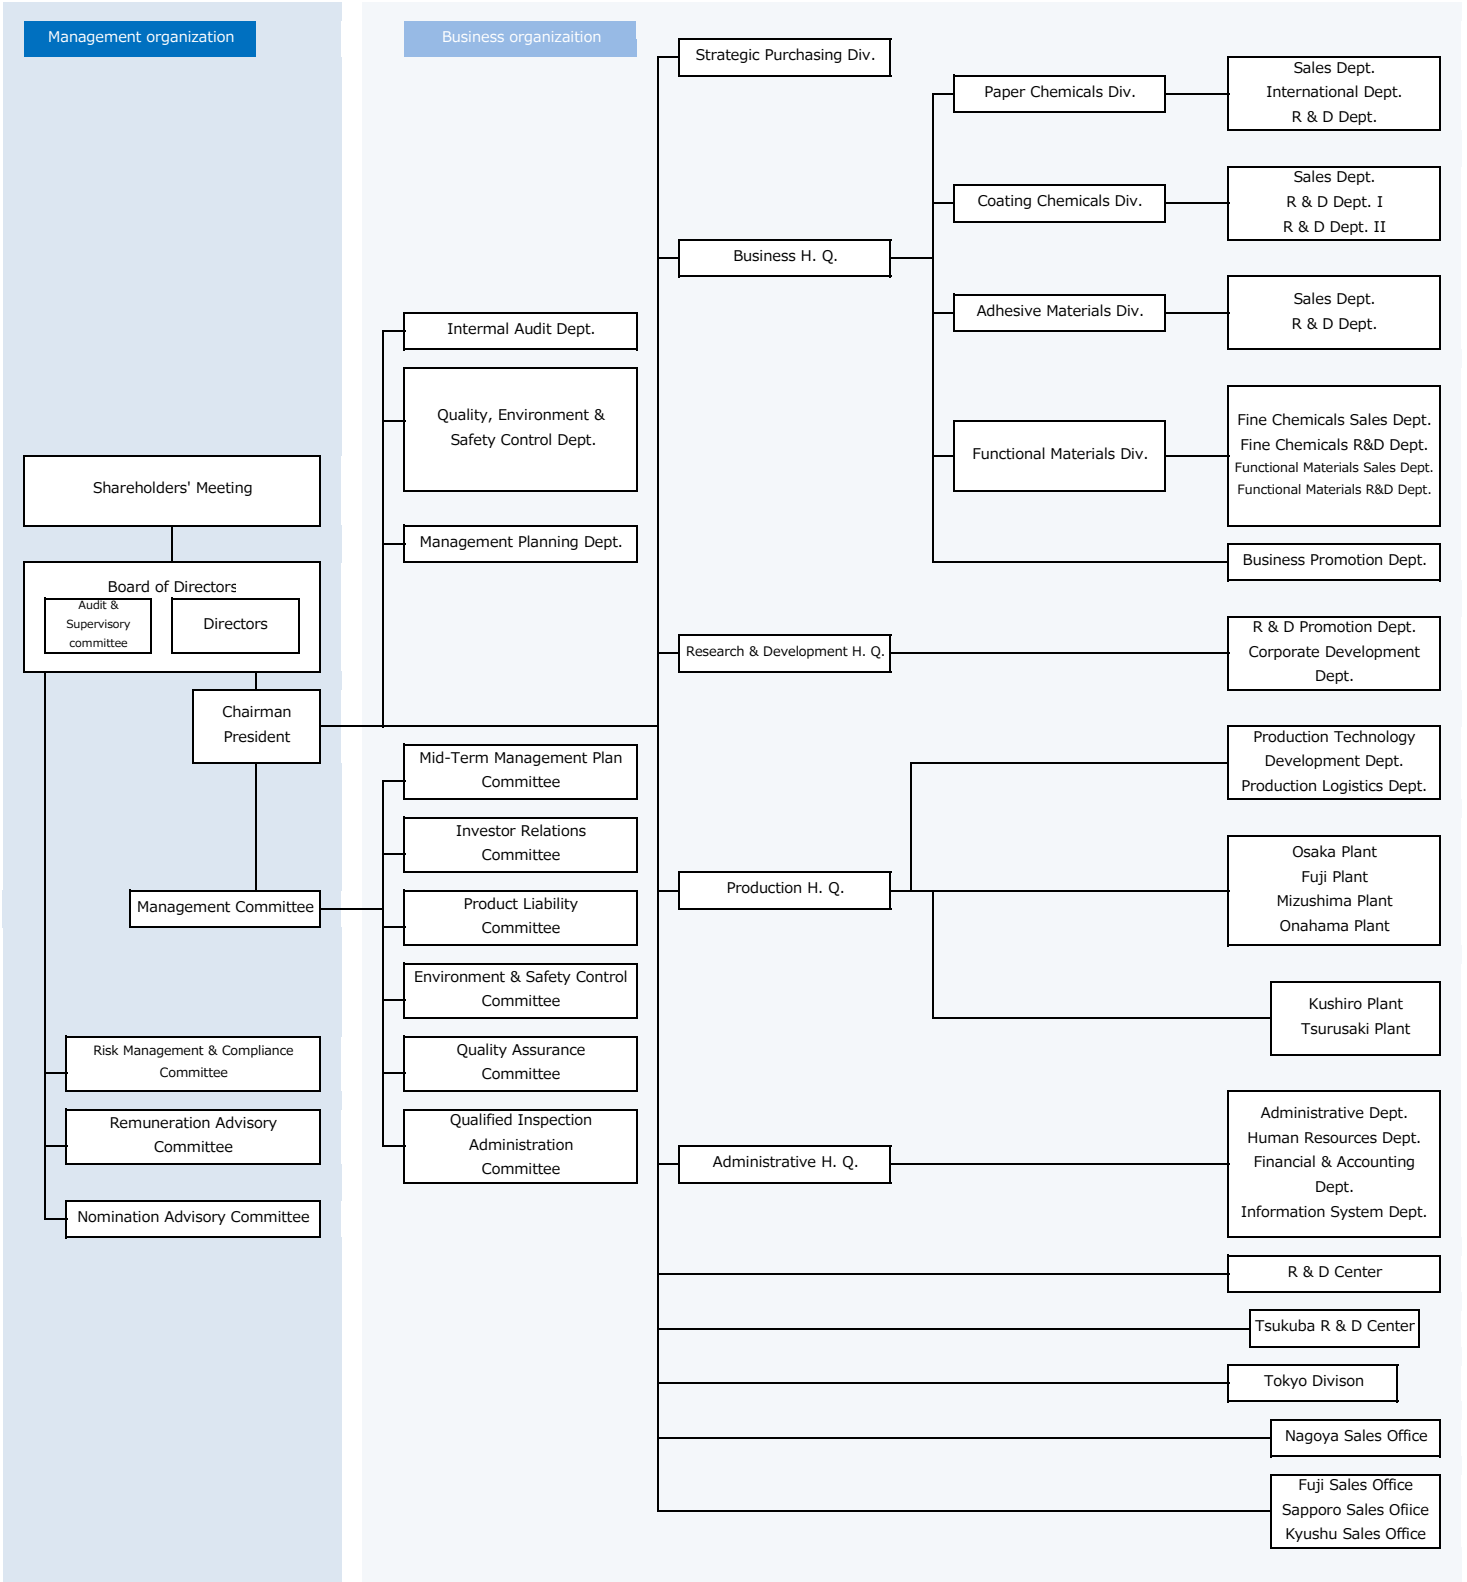 Management organization
Shareholders' Meeting
Board of Directors
Audit &
Supervisory
committee
Directors
Chairman
President
Management Committee
Risk Management & Compliance
Committee
Remuneration Advisory
Committee
Nomination Advisory Committee
Business organizaition
Intermal Audit Dept.
Quality, Environment &
Safety Control Dept.
Management Planning Dept.
Mid-Term Management Plan
Committee
Investor Relations
Committee
Product Liability
Committee
Environment & Safety Control
Committee
Quality Assurance
Committee
Qualified Inspection
Administration
Committee
Strategic Purchasing Div.
Business H. Q.
Paper Chemicals Div.
Sales Dept.
International Dept.
R & D Dept.
Coating Chemicals Div.
Sales Dept.
R & D Dept. I
R & D Dept. II
Adhesive Materials Div.
Sales Dept.
R & D Dept.
Functional Materials Div.
Fine Chemicals Sales Dept.
Fine Chemicals R&D Dept.
Functional Materials Sales Dept.
Functional Materials R&D Dept.
Business Promotion Dept.
Research & Development H. Q.
R & D Promotion Dept.
Corporate Development
Dept.
Production H. Q.
Production Technology
Development Dept.
Production Logistics Dept.
Osaka Plant
Fuji Plant
Mizushima Plant
Onahama Plant
Kushiro Plant
Tsurusaki Plant
Administrative H. Q.
Administrative Dept.
Human Resources Dept.
Financial & Accounting
Dept.
Information System Dept.
R & D Center
Tsukuba R & D Center
Tokyo Divison
Nagoya Sales Office
Fuji Sales Office
Sapporo Sales Ofiice
Kyushu Sales Office